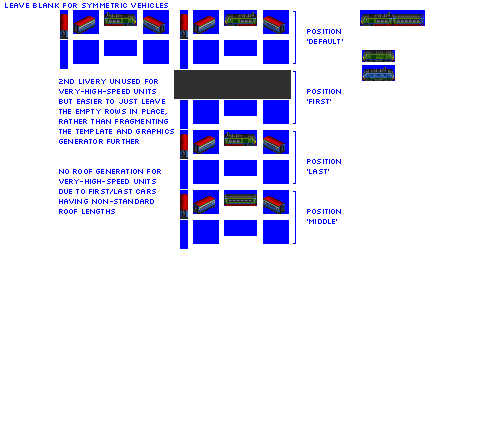 LEAVE BLANK FOR SYMMETRIC VEHICLES
POSITION
'DEFAULT'
2ND LIVERY UNUSED FOR
VERY-HIGH-SPEED UNITS
BUT EASIER TO JUST LEAVE
THE EMPTY ROWS IN PLACE,
RATHER THAN FRAGMENTING
THE TEMPLATE AND GRAPHICS
GENERATOR FURTHER
POSITION
'FIRST'
NO ROOF GENERATION FOR
VERY-HIGH-SPEED UNITS
DUE TO FIRST/LAST CARS
HAVING NON-STANDARD
ROOF LENGTHS
POSITION
'LAST'
POSITION
'MIDDLE'